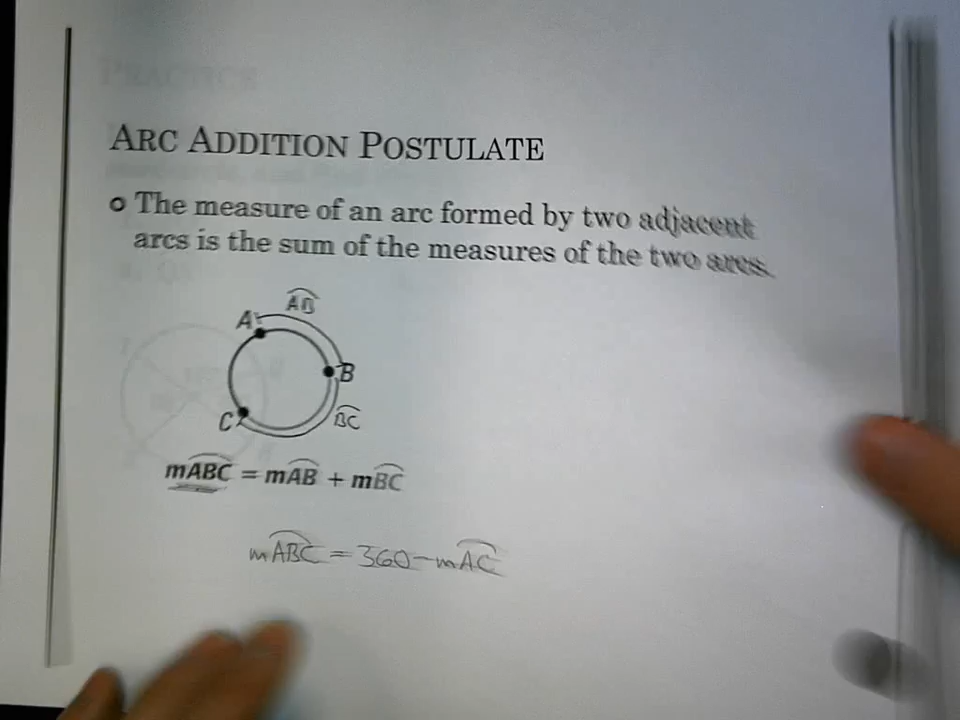 ARC ADDITION POSTULATE
The measure of an arc formed by two adjacent
arcs is the sum of the measures of the two arcs.
AB
A
B
C
BC
mABC = mAB + mBC
mABC = 360 - mAC